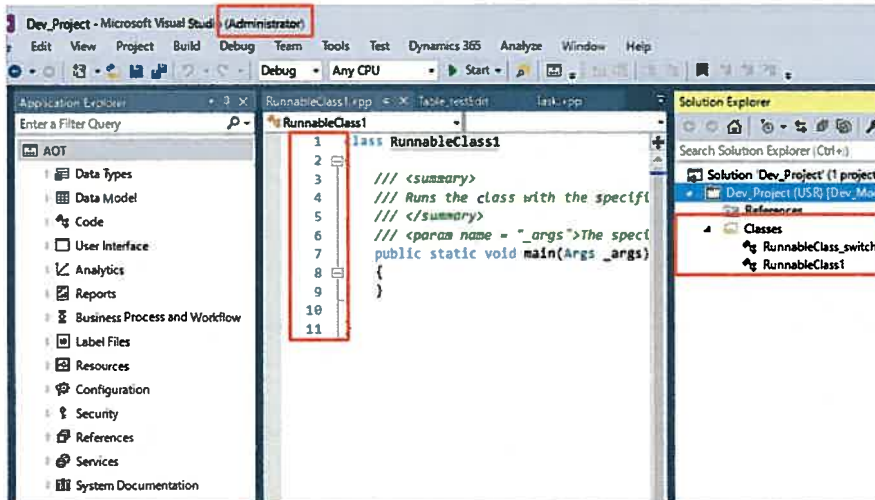 Dev_Project - Microsoft Visual Studio (Administrator)
Edit View Project Build Debug Team Tools Test Dynamics 365 Analyze Window Help
Debug Any CPU Start
Application Explorer
Enter a Filter Query
AOT
Data Types
Data Model
Code
User Interface
Analytics
Reports
Business Process and Workflow
Label Files
Resources
Configuration
Security
References
Services
System Documentation
RunnableClass1.xpp Table_testEdit Task.xpp
RunnableClass1
1 class RunnableClass1
2
3 /// <summary>
4 /// Runs the class with the specifi
5 /// </summary>
6 /// <param name = "_args">The speci
7 public static void main(Args _args)
8 {
9 }
10
11
Solution Explorer
Search Solution Explorer (Ctrl+;)
Solution 'Dev_Project' (1 project
Dev_Project (USR) [Dev_Mo
References
Classes
RunnableClass_switch
RunnableClass1